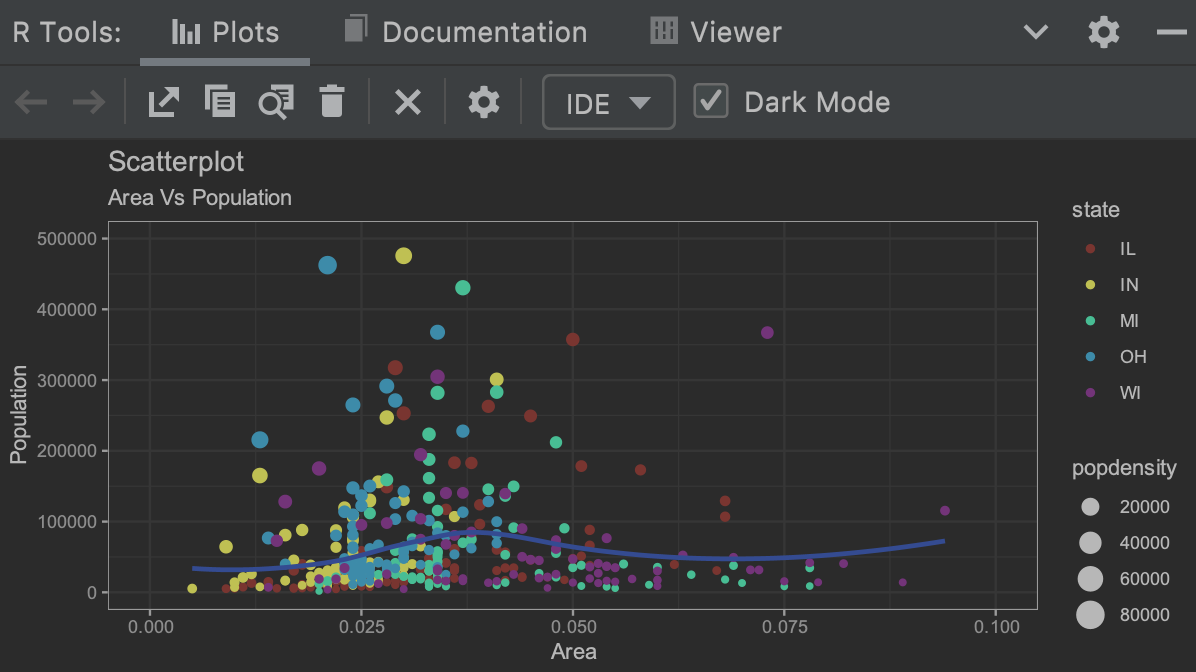 R Tools: Plots Documentation Viewer
IDE Dark Mode
Scatterplot
Area Vs Population
Population
500000
400000
300000
200000
100000
0
0.000 0.025 0.050 0.075 0.100
Area
state
IL
IN
MI
OH
WI
popdensity
20000
40000
60000
80000